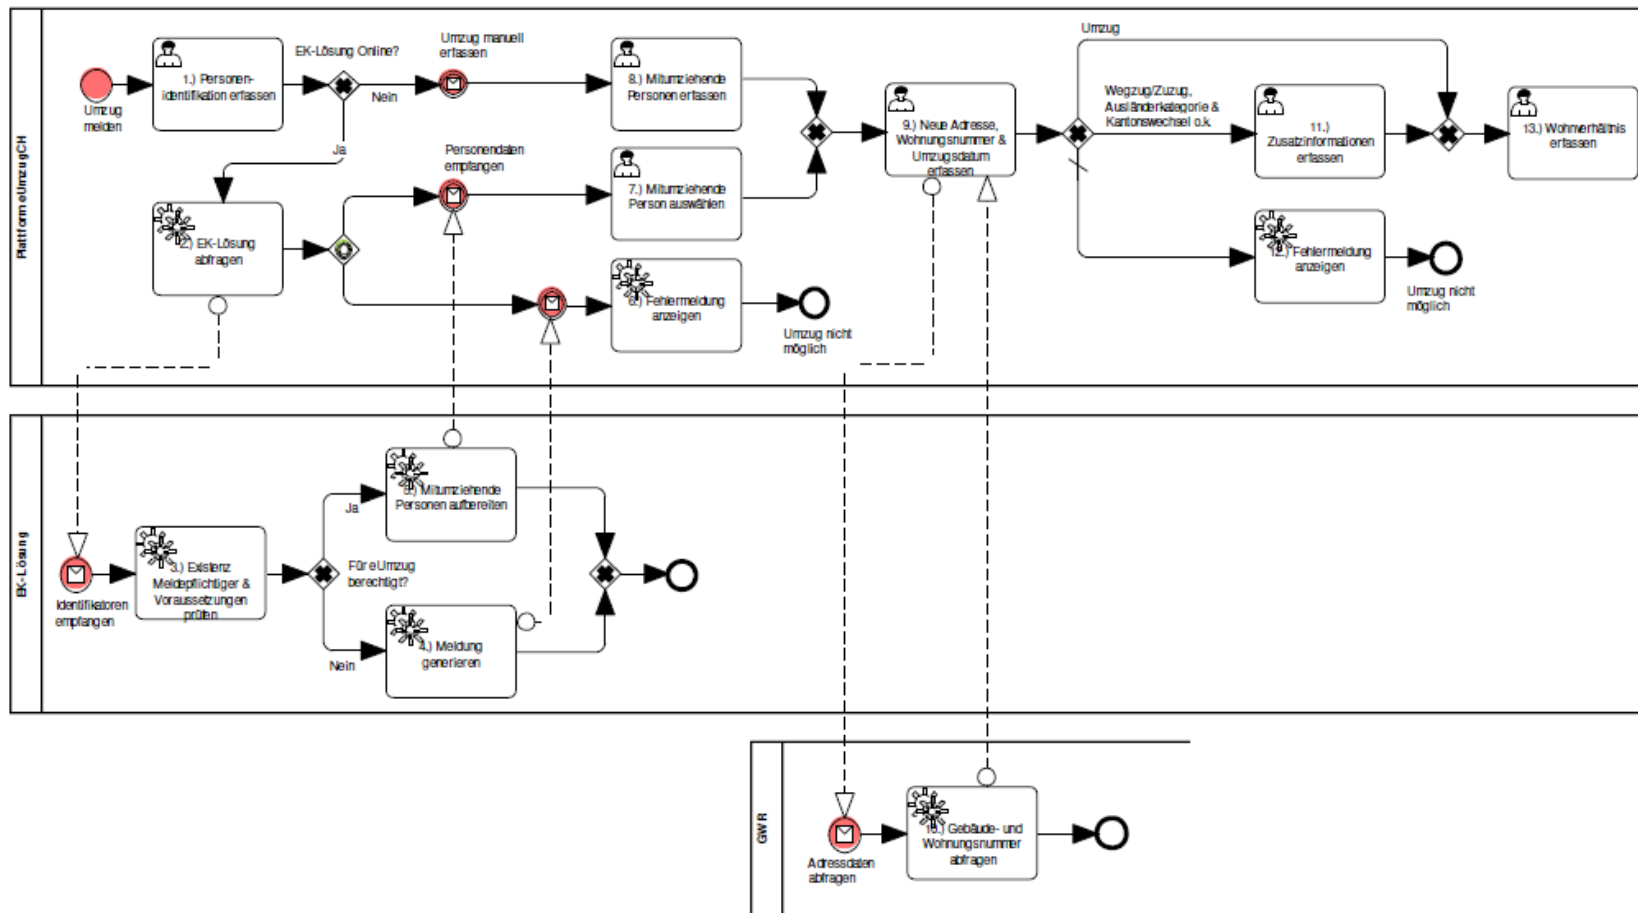 Plattform eUmzugCH
Umzug
melden
1.) Personen-
identifikation erfassen
EK-Lösung Online?
Nein
Ja
Umzug manuell
erfassen
8.) Mitumziehende
Personen erfassen
2.) EK-Lösung
abfragen
Personendaten
empfangen
7.) Mitumziehende
Person auswählen
6.) Fehlermeldung
anzeigen
Umzug nicht
möglich
9.) Neue Adresse,
Wohnungsnummer &
Umzugsdatum
erfassen
Umzug
Wegzug/Zuzug,
Ausländerkategorie &
Kantonswechsel o.k.
11.)
Zusatzinformationen
erfassen
12.) Fehlermeldung
anzeigen
Umzug nicht
möglich
13.) Wohnverhältnis
erfassen
EK-Lösung
Identifikatoren
empfangen
3.) Existenz
Meldepflichtiger &
Voraussetzungen
prüfen
Für eUmzug
berechtigt?
Ja
Nein
5.) Mitumziehende
Personen aufbereiten
4.) Meldung
generieren
GWR
Adressdaten
abfragen
10.) Gebäude- und
Wohnungsnummer
abfragen